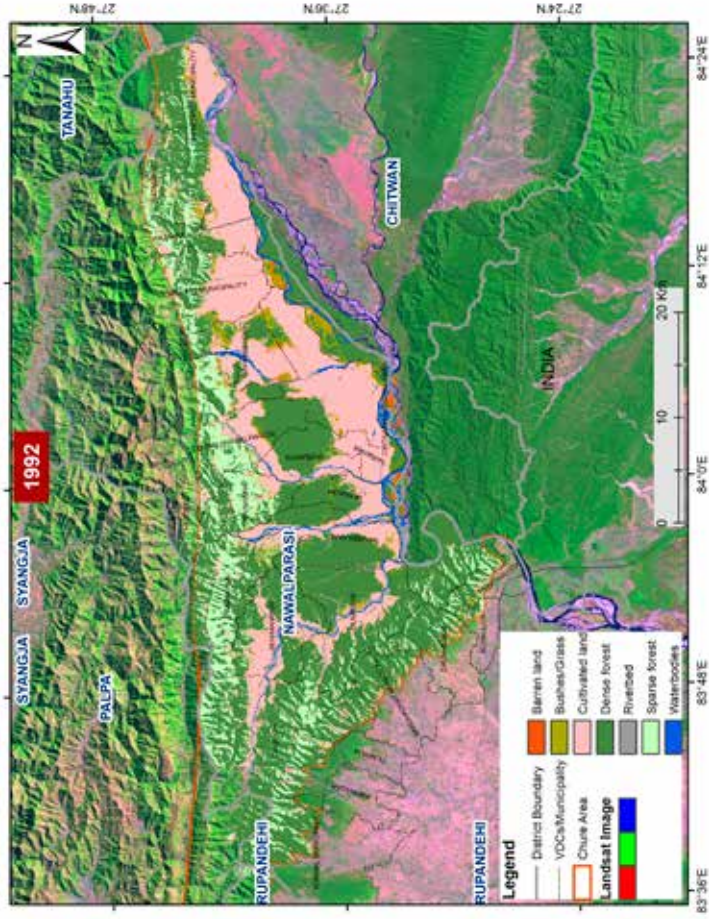 1992
N
27°48'N
27°36'N
27°24'N
84°24'E
84°12'E
84°0'E
83°48'E
83°36'E
SYANGJA
SYANGJA
TANAHU
PALPA
NAWALPARASI
CHITWAN
MUNICIPALITY
INDIA
RUPANDEHI
RUPANDEHI
0 10 20 Km
Legend
District Boundary
VDCs/Municipality
Chure Area
Landsat Image
Barren land
Bushes/Grass
Cultivated land
Dense forest
Riverbed
Sparse forest
Waterbodies